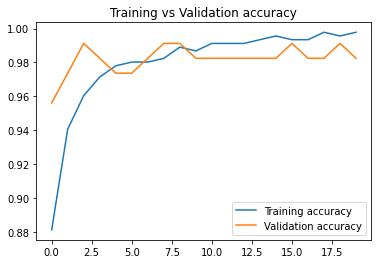 Training vs Validation accuracy
1.00
0.98
0.96
0.94
0.92
0.90
0.88
0.0 2.5 5.0 7.5 10.0 12.5 15.0 17.5
Training accuracy
Validation accuracy